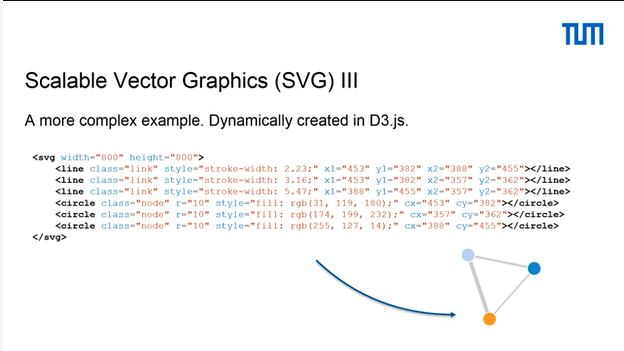 TUM
Scalable Vector Graphics (SVG) III
A more complex example. Dynamically created in D3.js.
<svg width="800" height="800">
<line class="link" style="stroke-width: 2.23;" x1="453" y1="382" x2="388" y2="455"></line>
<line class="link" style="stroke-width: 3.16;" x1="453" y1="382" x2="357" y2="362"></line>
<line class="link" style="stroke-width: 5.47;" x1="388" y1="455" x2="357" y2="362"></line>
<circle class="node" r="10" style="fill: rgb(31, 119, 180);" cx="453" cy="382"></circle>
<circle class="node" r="10" style="fill: rgb(174, 199, 232);" cx="357" cy="362"></circle>
<circle class="node" r="10" style="fill: rgb(255, 127, 14);" cx="388" cy="455"></circle>
</svg>